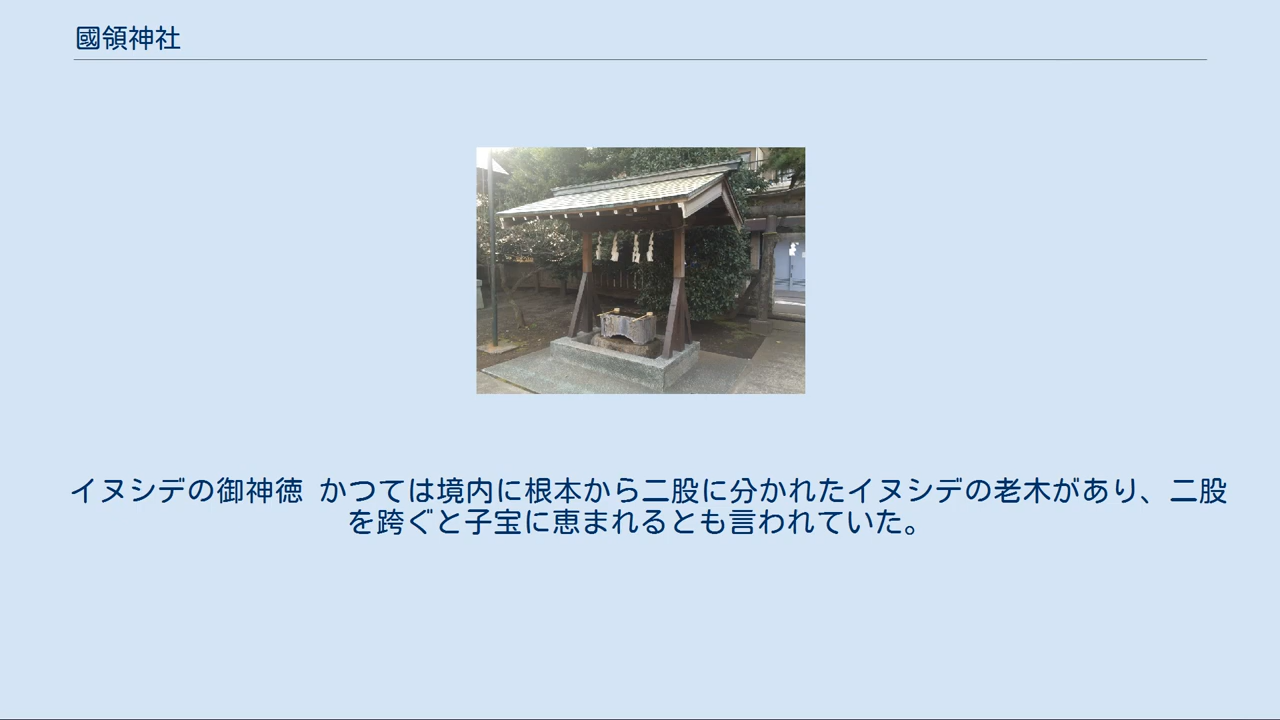 國領神社
イヌシデの御神徳 かつては境内に根本から二股に分かれたイヌシデの老木があり、二股
を跨ぐと子宝に恵まれるとも言われていた。